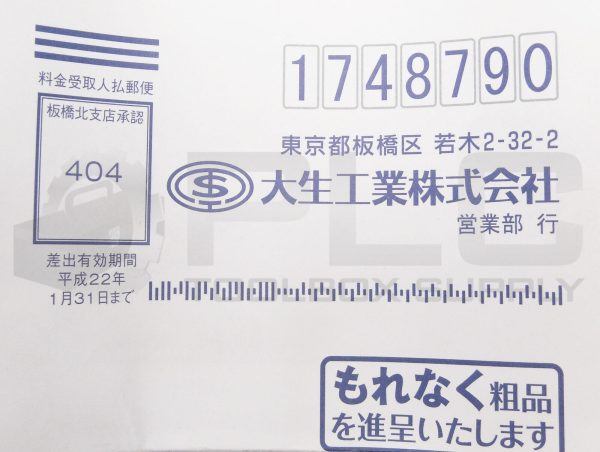 料金受取人払郵便
板橋北支店承認
404
差出有効期間
平成22年
1月31日まで
1748790
東京都板橋区 若木2-32-2
大生工業株式会社
営業部 行
もれなく粗品
を進呈いたします
PLC
TOOLBOX SUPPLY